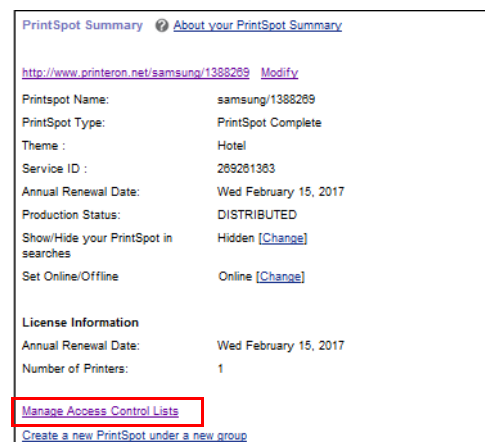 PrintSpot Summary ? About your PrintSpot Summary
http://www.printeron.net/samsung/1388269 Modify
Printspot Name: samsung/1388269
PrintSpot Type: PrintSpot Complete
Theme : Hotel
Service ID : 269261363
Annual Renewal Date: Wed February 15, 2017
Production Status: DISTRIBUTED
Show/Hide your PrintSpot in Hidden [Change]
searches
Set Online/Offline Online [Change]
License Information
Annual Renewal Date: Wed February 15, 2017
Number of Printers: 1
Manage Access Control Lists
Create a new PrintSpot under a new group